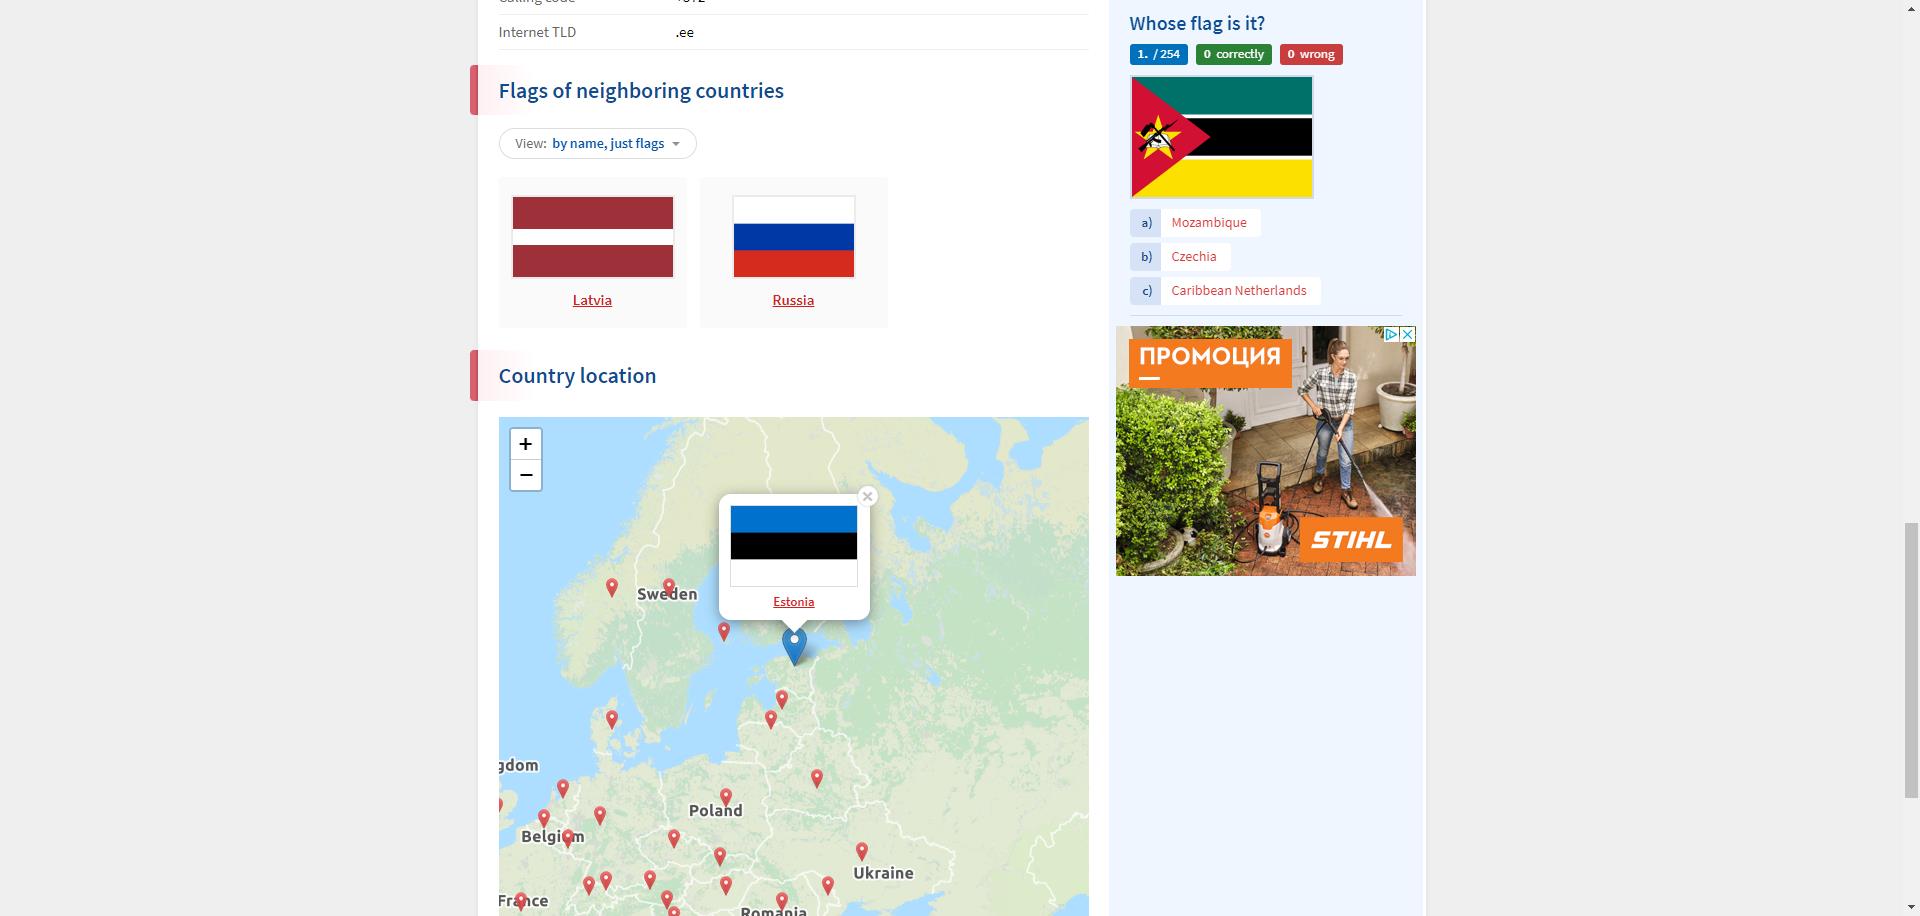 Internet TLD .ee
Flags of neighboring countries
View: by name, just flags
Latvia
Russia
Country location
+
−
Estonia
Sweden
gdom
Poland
Belgium
Ukraine
France
Romania
Whose flag is it?
1. / 254 0 correctly 0 wrong
a) Mozambique
b) Czechia
c) Caribbean Netherlands
ПРОМОЦИЯ
STIHL